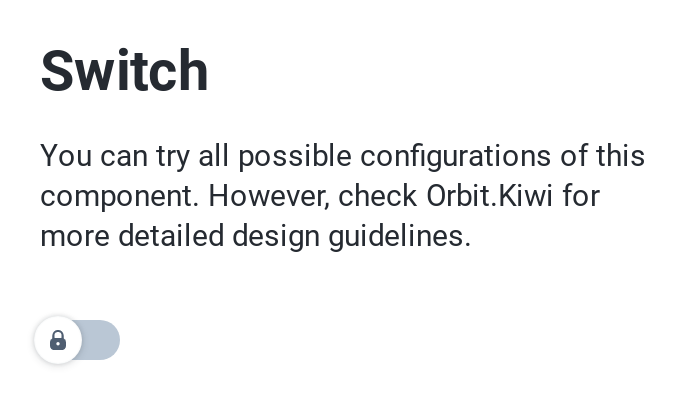 Switch
You can try all possible configurations of this
component. However, check Orbit.Kiwi for
more detailed design guidelines.